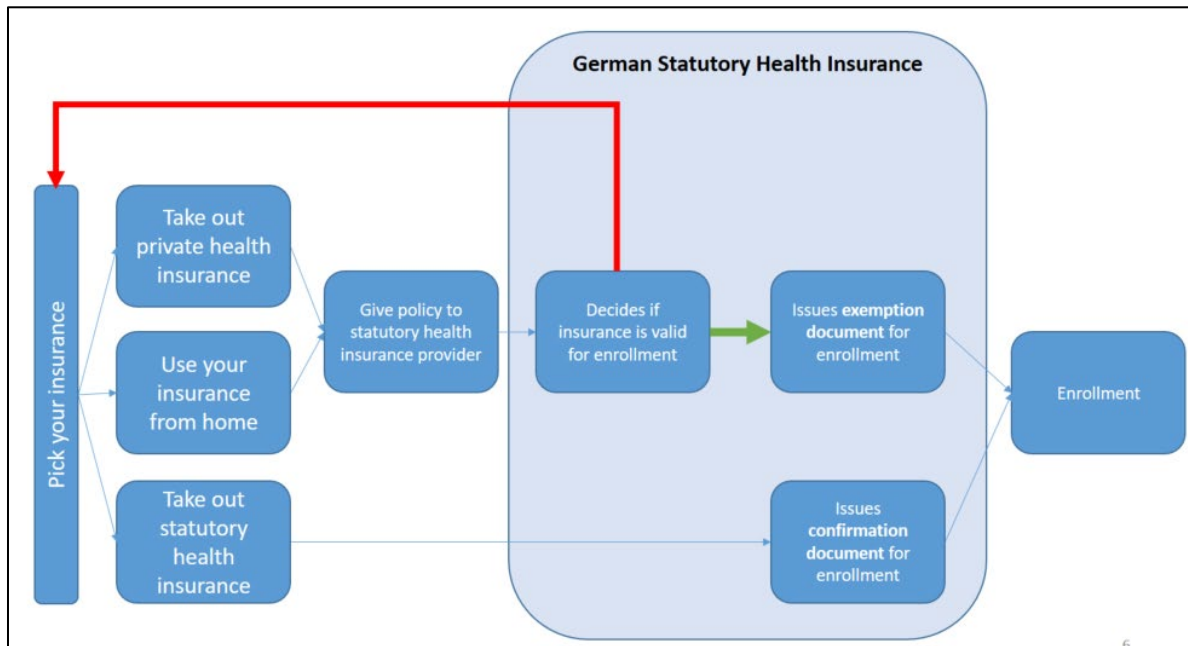 German Statutory Health Insurance
Pick your insurance
Take out
private health
insurance
Use your
insurance
from home
Take out
statutory
health
insurance
Give policy to
statutory health
insurance provider
Decides if
insurance is valid
for enrollment
Issues exemption
document for
enrollment
Issues
confirmation
document for
enrollment
Enrollment